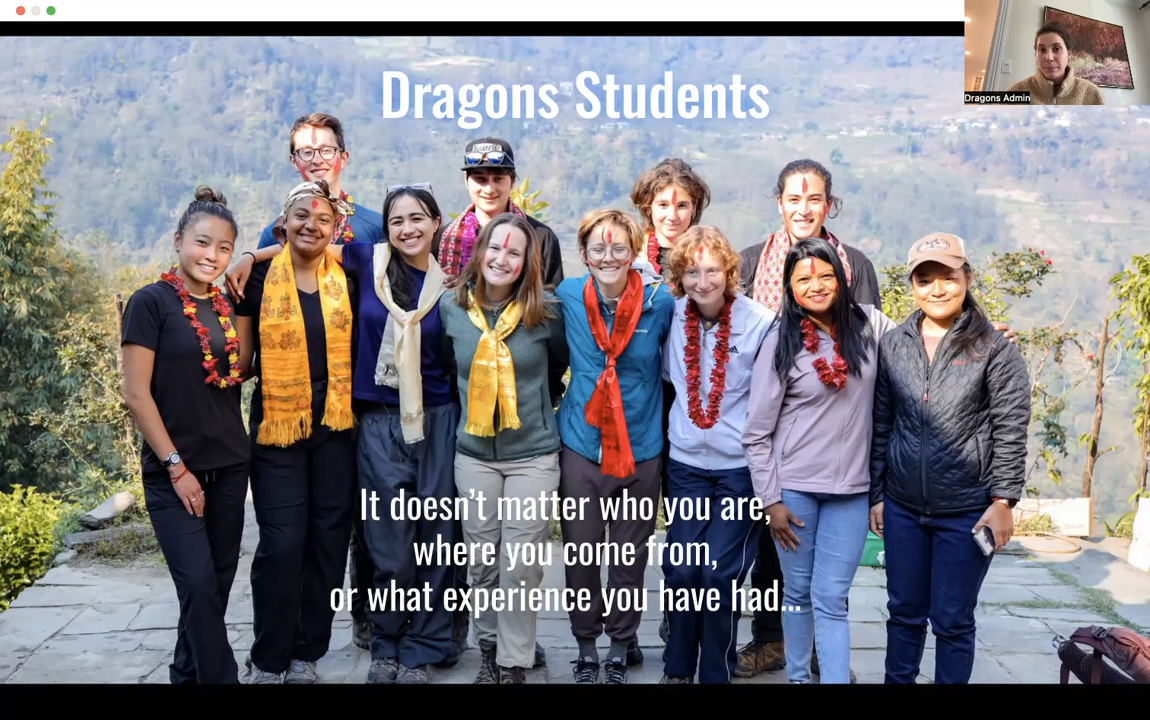 Dragons Students
Dragons Admin
It doesn't matter who you are,
where you come from,
or what experience you have had...